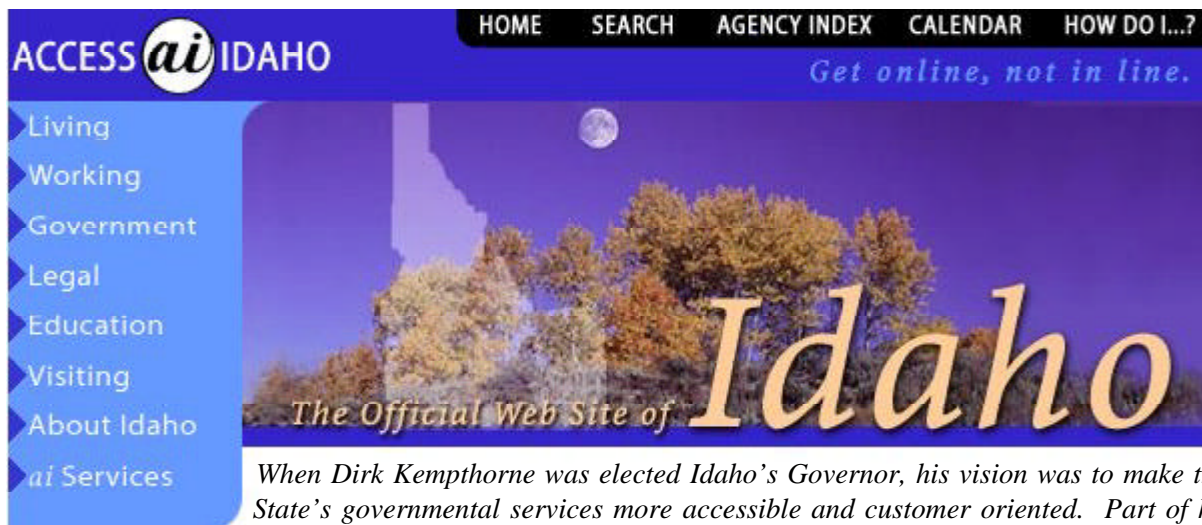 HOME SEARCH AGENCY INDEX CALENDAR HOW DO I...?
ACCESS ai IDAHO
Get online, not in line.
Living
Working
Government
Legal
Education
Visiting
About Idaho
ai Services
The Official Web Site of Idaho
When Dirk Kempthorne was elected Idaho's Governor, his vision was to make
State's governmental services more accessible and customer oriented. Part of